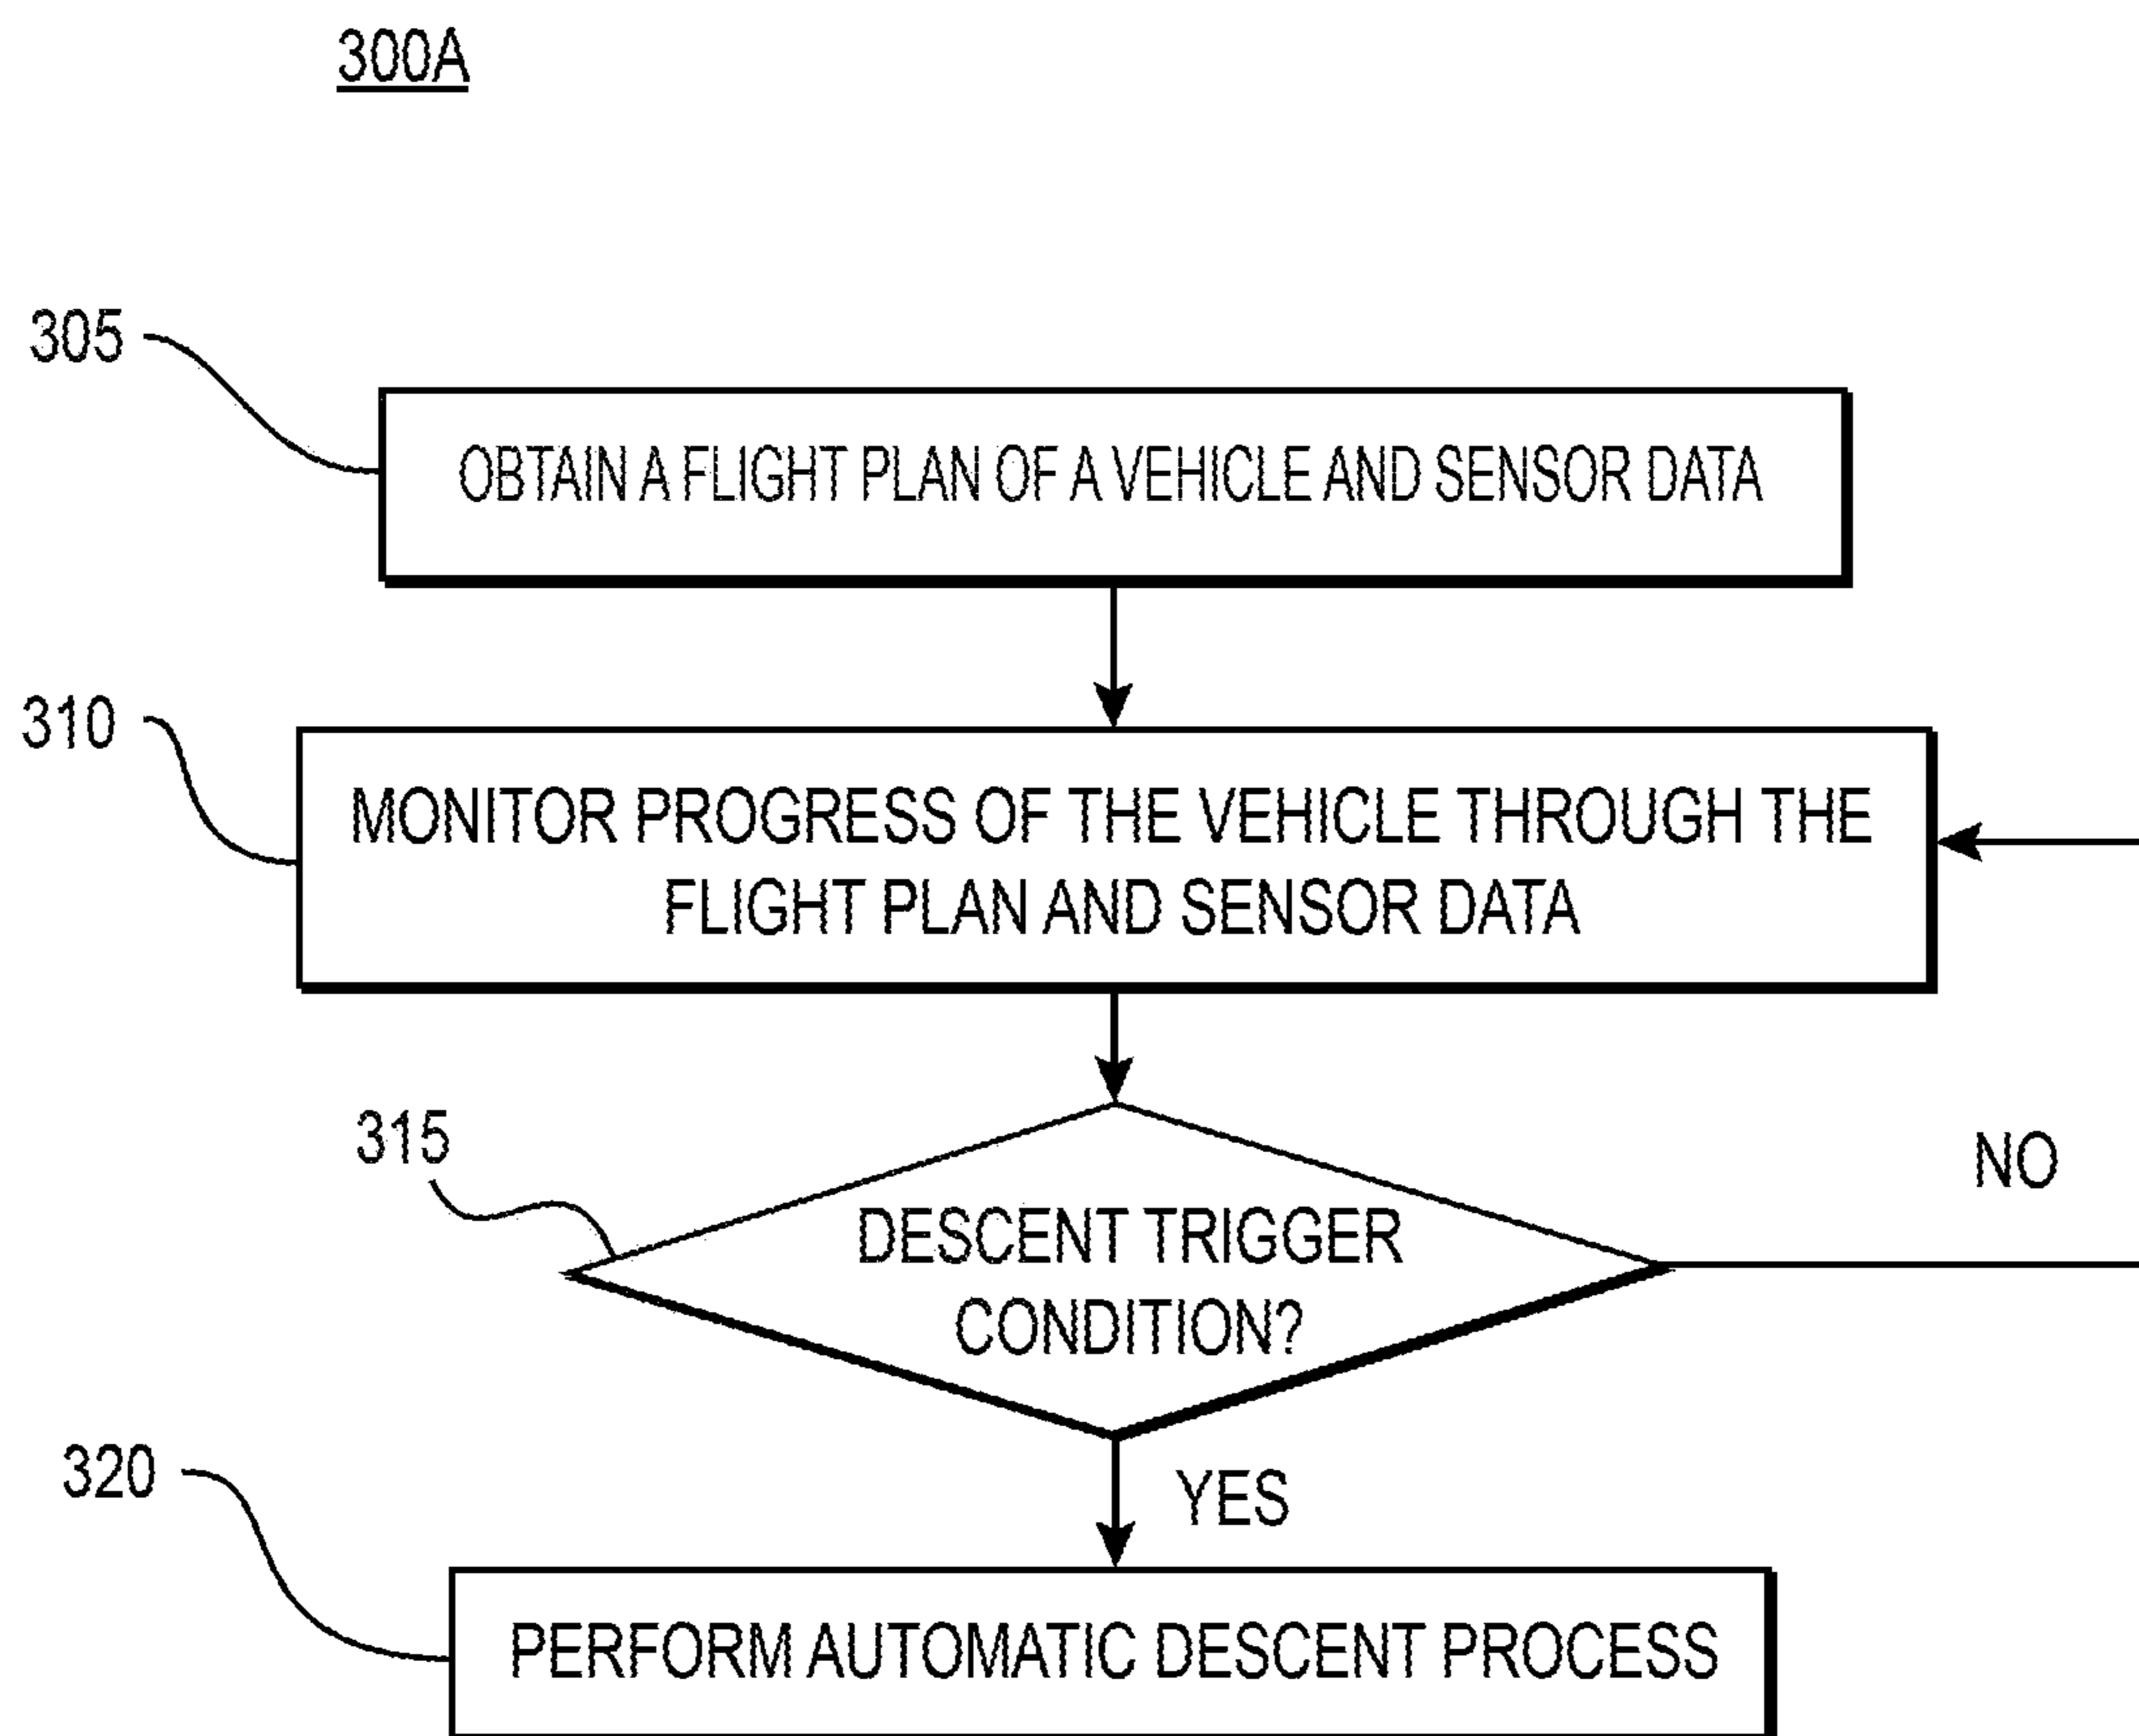 300A
305
OBTAIN A FLIGHT PLAN OF A VEHICLE AND SENSOR DATA
310
MONITOR PROGRESS OF THE VEHICLE THROUGH THE
FLIGHT PLAN AND SENSOR DATA
315
DESCENT TRIGGER
CONDITION?
NO
YES
320
PERFORM AUTOMATIC DESCENT PROCESS